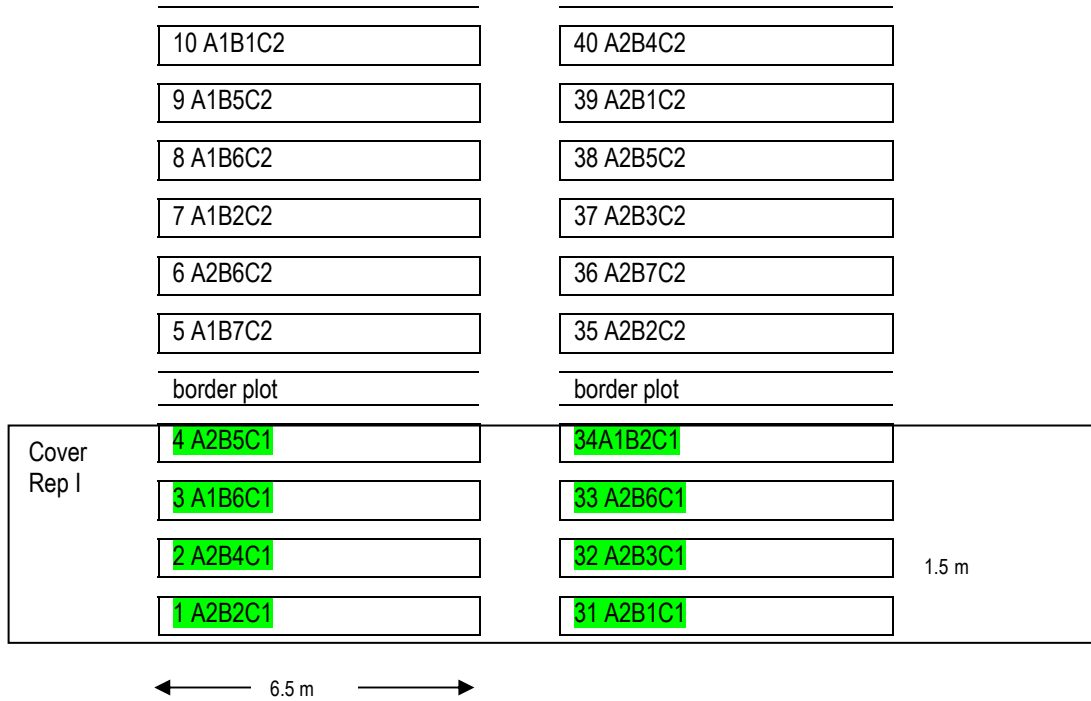 10 A1B1C2 40 A2B4C2
9 A1B5C2 39 A2B1C2
8 A1B6C2 38 A2B5C2
7 A1B2C2 37 A2B3C2
6 A2B6C2 36 A2B7C2
5 A1B7C2 35 A2B2C2
border plot border plot
Cover
Rep I
4 A2B5C1 34A1B2C1
3 A1B6C1 33 A2B6C1
2 A2B4C1 32 A2B3C1
1.5 m
1 A2B2C1 31 A2B1C1
6.5 m